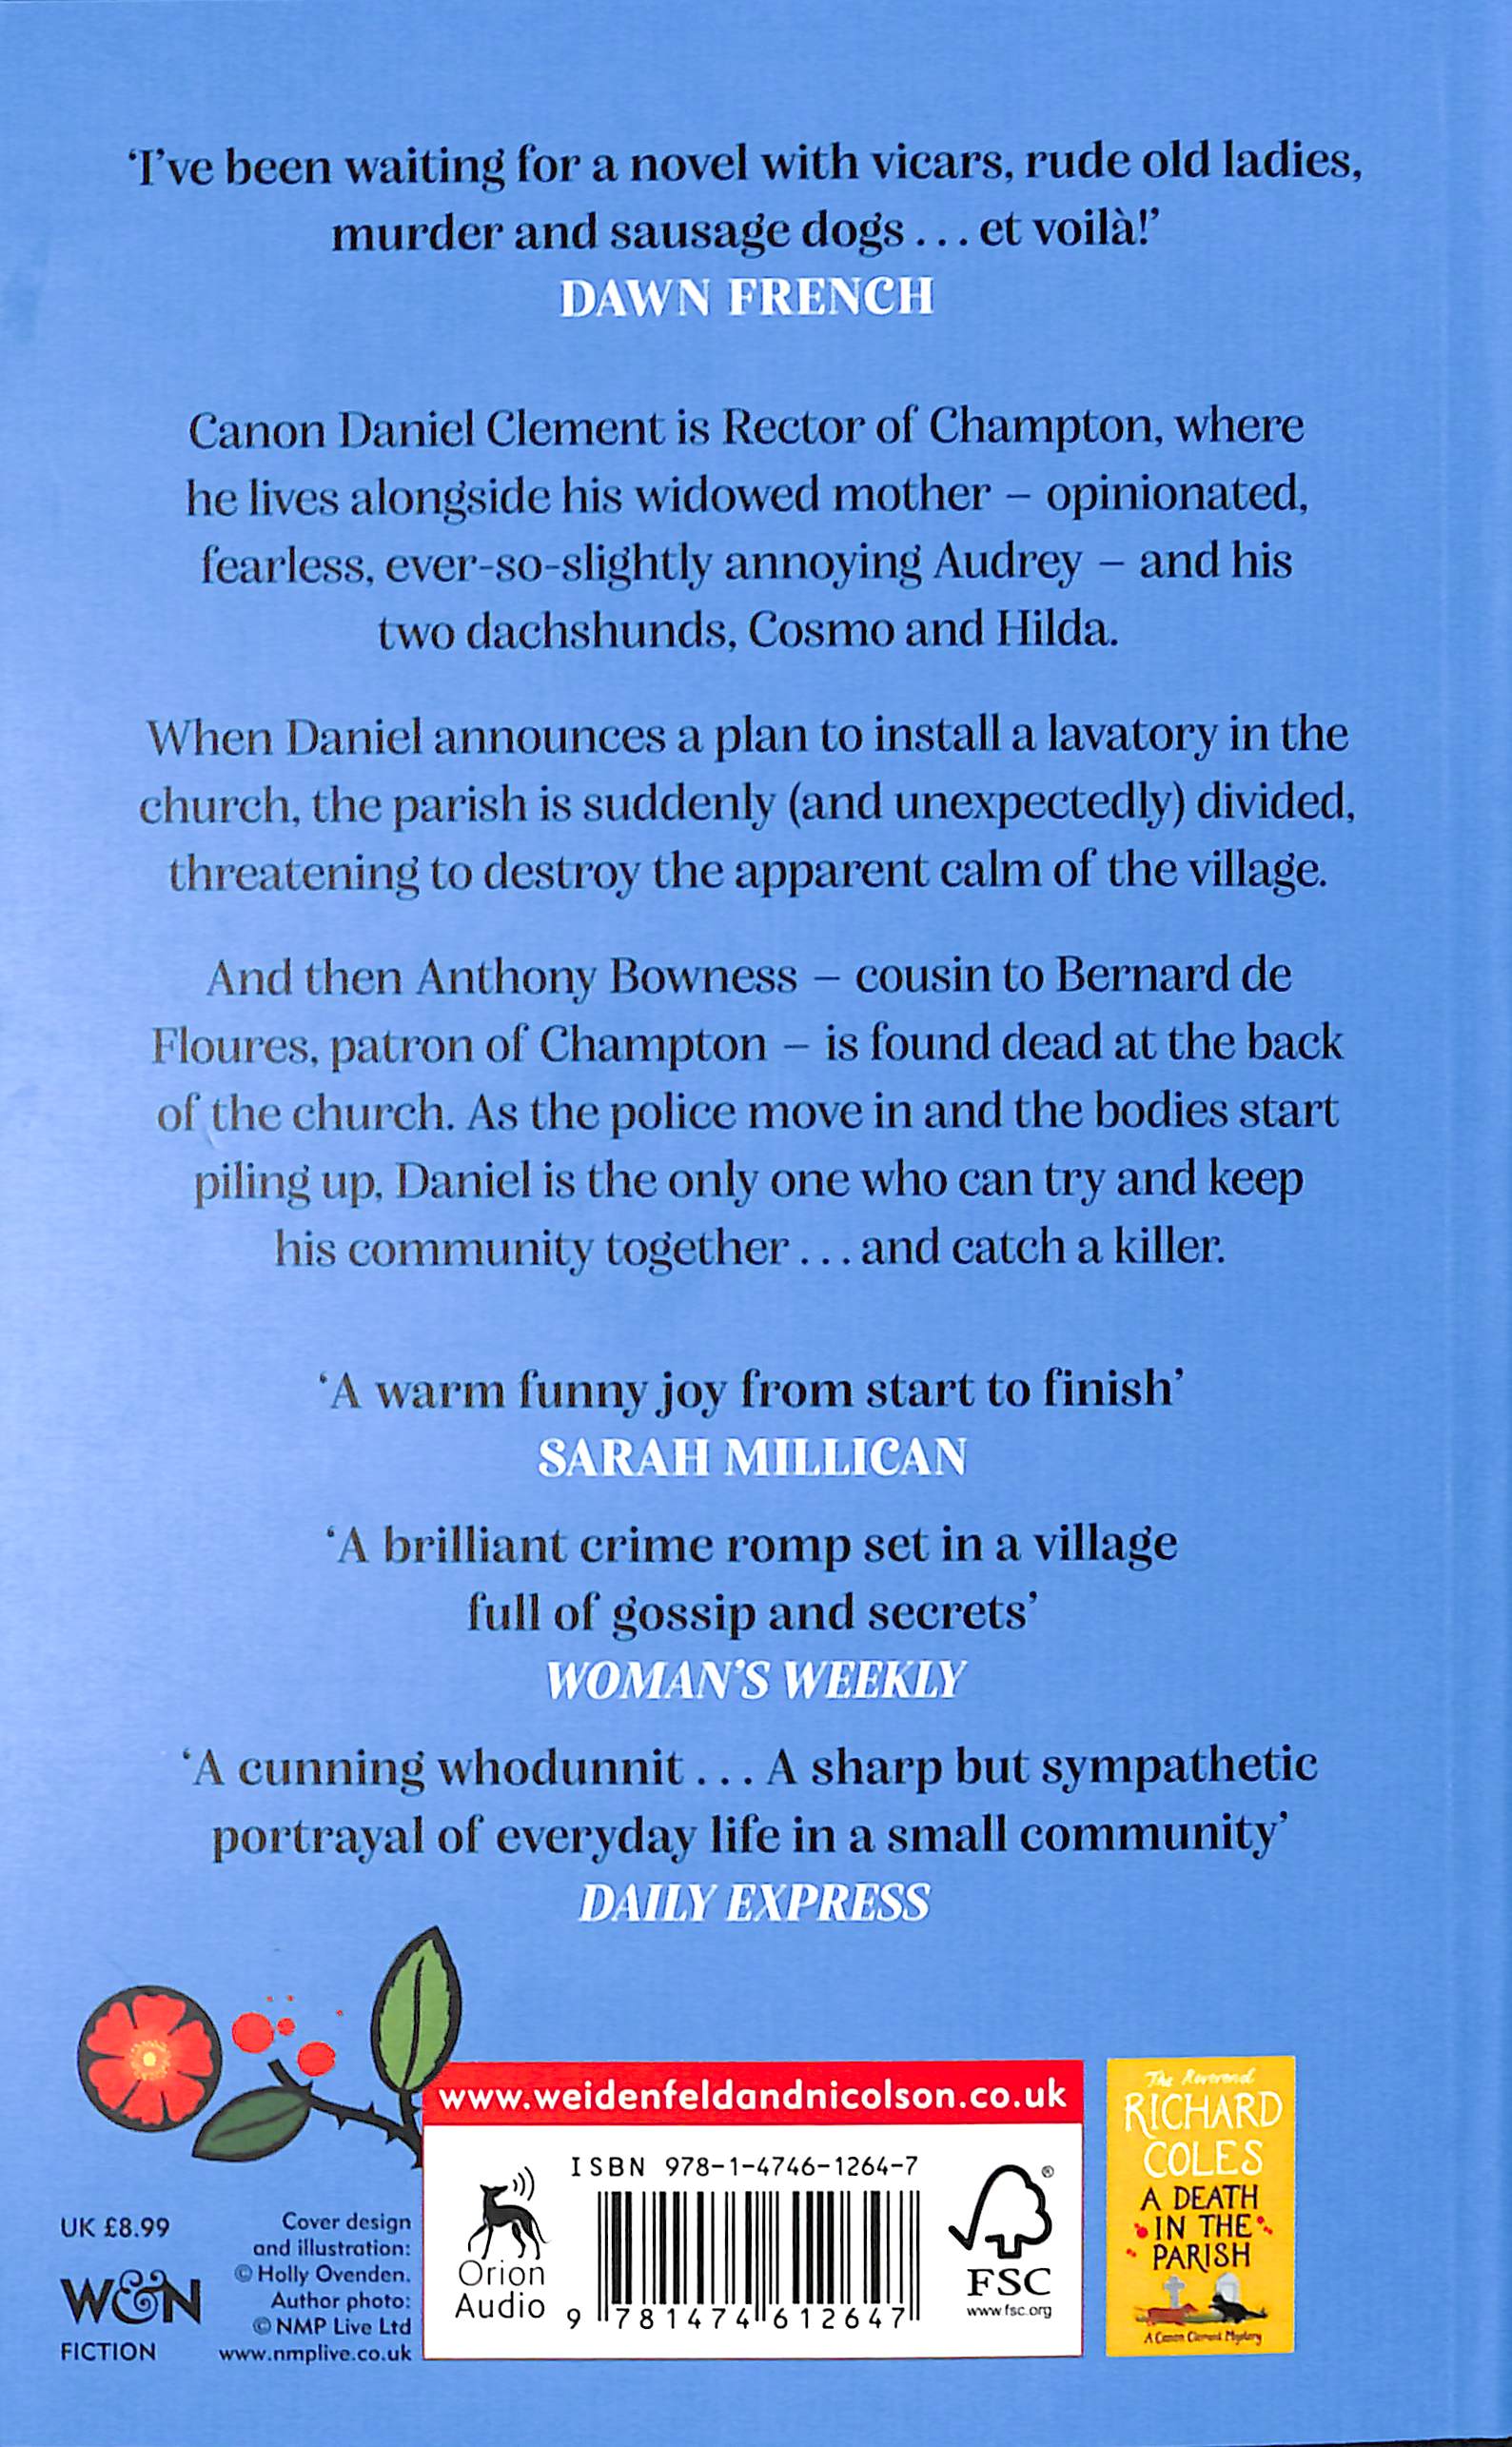 ‘I’ve been waiting for a novel with vicars, rude old ladies,
murder and sausage dogs . . . et voilà!’
DAWN FRENCH
Canon Daniel Clement is Rector of Champton, where
he lives alongside his widowed mother – opinionated,
fearless, ever-so-slightly annoying Audrey – and his
two dachshunds, Cosmo and Hilda.
When Daniel announces a plan to install a lavatory in the
church, the parish is suddenly (and unexpectedly) divided,
threatening to destroy the apparent calm of the village.
And then Anthony Bowness – cousin to Bernard de
Floures, patron of Champton – is found dead at the back
of the church. As the police move in and the bodies start
piling up, Daniel is the only one who can try and keep
his community together . . . and catch a killer.
‘A warm funny joy from start to finish’
SARAH MILLICAN
‘A brilliant crime romp set in a village
full of gossip and secrets’
WOMAN’S WEEKLY
‘A cunning whodunnit . . . A sharp but sympathetic
portrayal of everyday life in a small community’
DAILY EXPRESS
UK £8.99
W&N
FICTION
Cover design
and illustration:
© Holly Ovenden.
Author photo:
© NMP Live Ltd
www.nmplive.co.uk
www.weidenfeldandnicolson.co.uk
Orion
Audio
ISBN 978-1-4746-1264-7
9 781474 612647
®
FSC
www.fsc.org
The Reverend
RICHARD
COLES
A DEATH
IN THE
PARISH
A Canon Clement Mystery